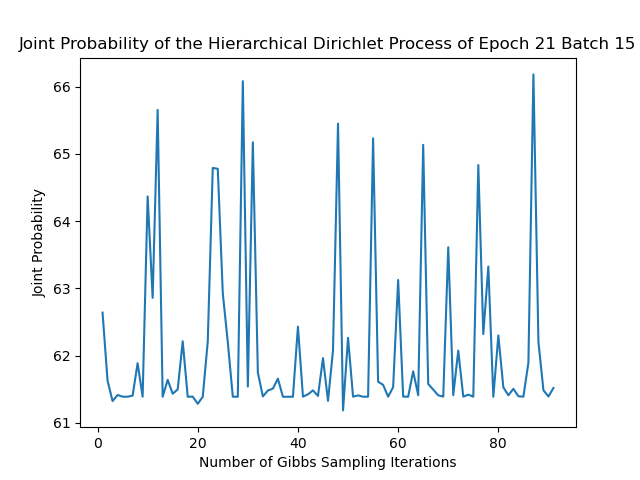 Joint Probability of the Hierarchical Dirichlet Process of Epoch 21 Batch 15
66
65
64
63
62
61
Joint Probability
0 20 40 60 80
Number of Gibbs Sampling Iterations